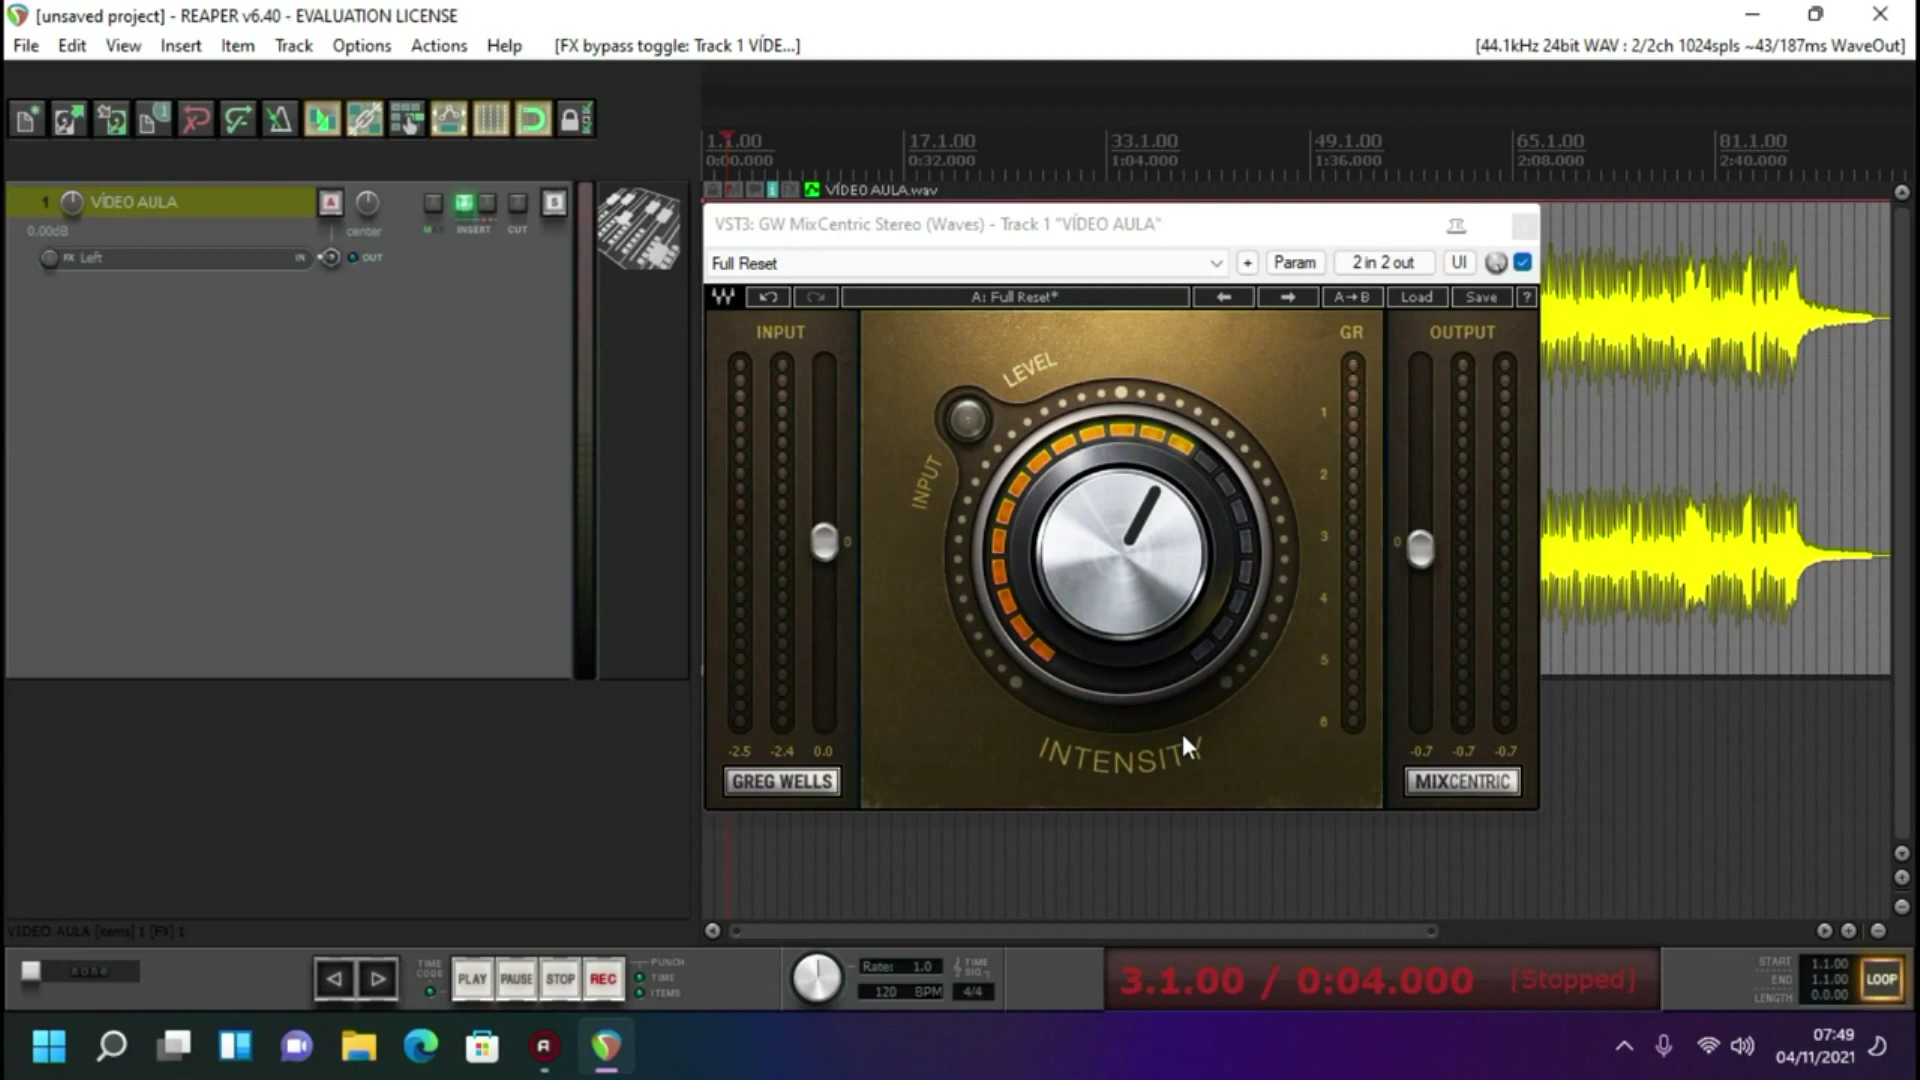 [unsaved project] - REAPER v6.40 - EVALUATION LICENSE
File Edit View Insert Item Track Options Actions Help [FX bypass toggle: Track 1 VÍDE...] [44.1kHz 24bit WAV : 2/2ch 1024spls ~43/187ms WaveOut]
1.1.00 17.1.00 33.1.00 49.1.00 65.1.00 81.1.00
0:00.000 0:32.000 1:04.000 1:36.000 2:08.000 2:40.000
VÍDEO AULA.wav
1 VÍDEO AULA A S
0.00dB center M INSERT CUT
FX Left IN OUT
VST3: GW MixCentric Stereo (Waves) - Track 1 "VÍDEO AULA"
Full Reset + Param 2 in 2 out UI
A: Full Reset* A→B Load Save ?
INPUT GR OUTPUT
LEVEL
INPUT
1
2
0 3 0
4
5
6
INTENSITY
-2.5 -2.4 0.0 -0.7 -0.7 -0.7
GREG WELLS MIXCENTRIC
VÍDEO AULA [items] 1 [FX] 1
none
TIME CODE
PLAY PAUSE STOP REC
PUNCH
TIME
ITEMS
Rate: 1.0 TIME SIG
120 BPM 4/4
3.1.00 / 0:04.000 [Stopped]
START 1.1.00
END 1.1.00
LENGTH 0.0.00
LOOP
07:49
04/11/2021